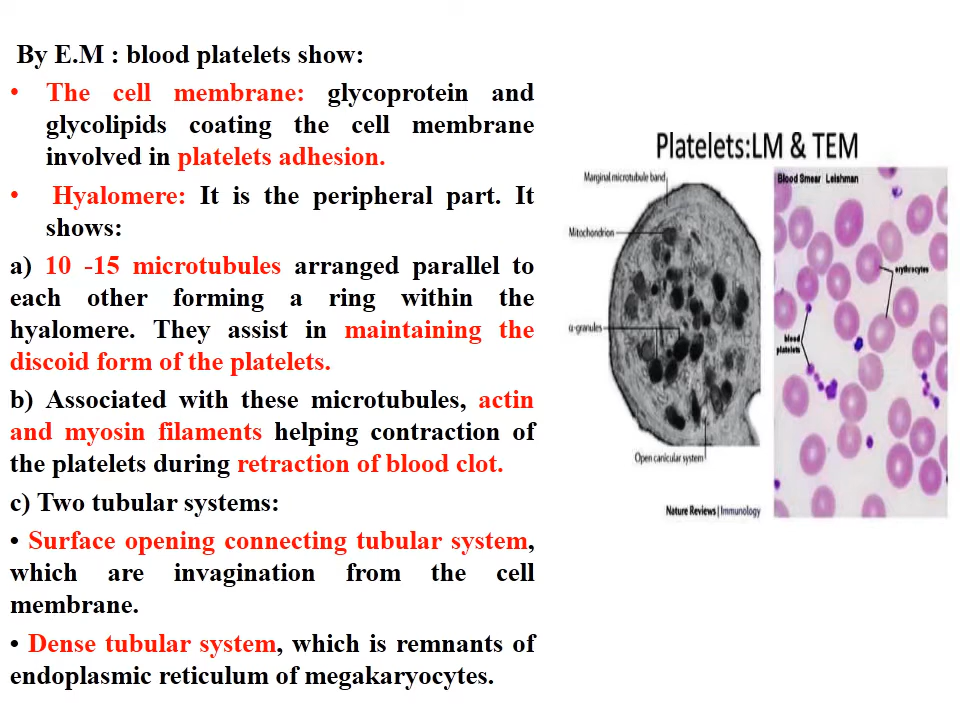 By E.M : blood platelets show:
• The cell membrane: glycoprotein and
glycolipids coating the cell membrane
involved in platelets adhesion.
• Hyalomere: It is the peripheral part. It
shows:
a) 10 -15 microtubules arranged parallel to
each other forming a ring within the
hyalomere. They assist in maintaining the
discoid form of the platelets.
b) Associated with these microtubules, actin
and myosin filaments helping contraction of
the platelets during retraction of blood clot.
c) Two tubular systems:
• Surface opening connecting tubular system,
which are invagination from the cell
membrane.
• Dense tubular system, which is remnants of
endoplasmic reticulum of megakaryocytes.
Platelets:LM & TEM
Marginal microtubule band
Mitochondrion
α-granules
Open canicular system
Nature Reviews | Immunology
Blood Smear Leishman
erythrocytes
blood
platelets